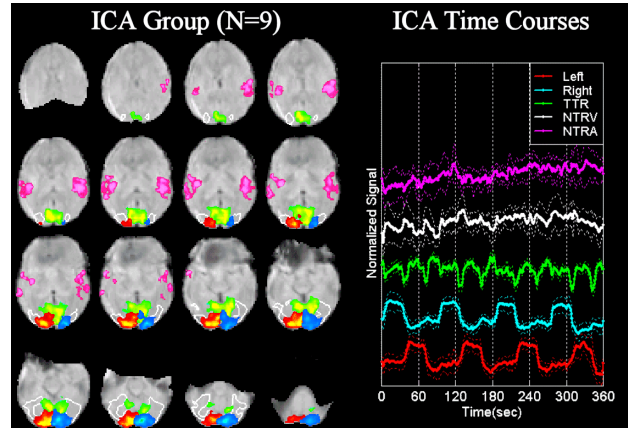 ICA Group (N=9)
ICA Time Courses
Left
Right
TTR
NTRV
NTRA
Normalized Signal
0 60 120 180 240 300 360
Time(sec)